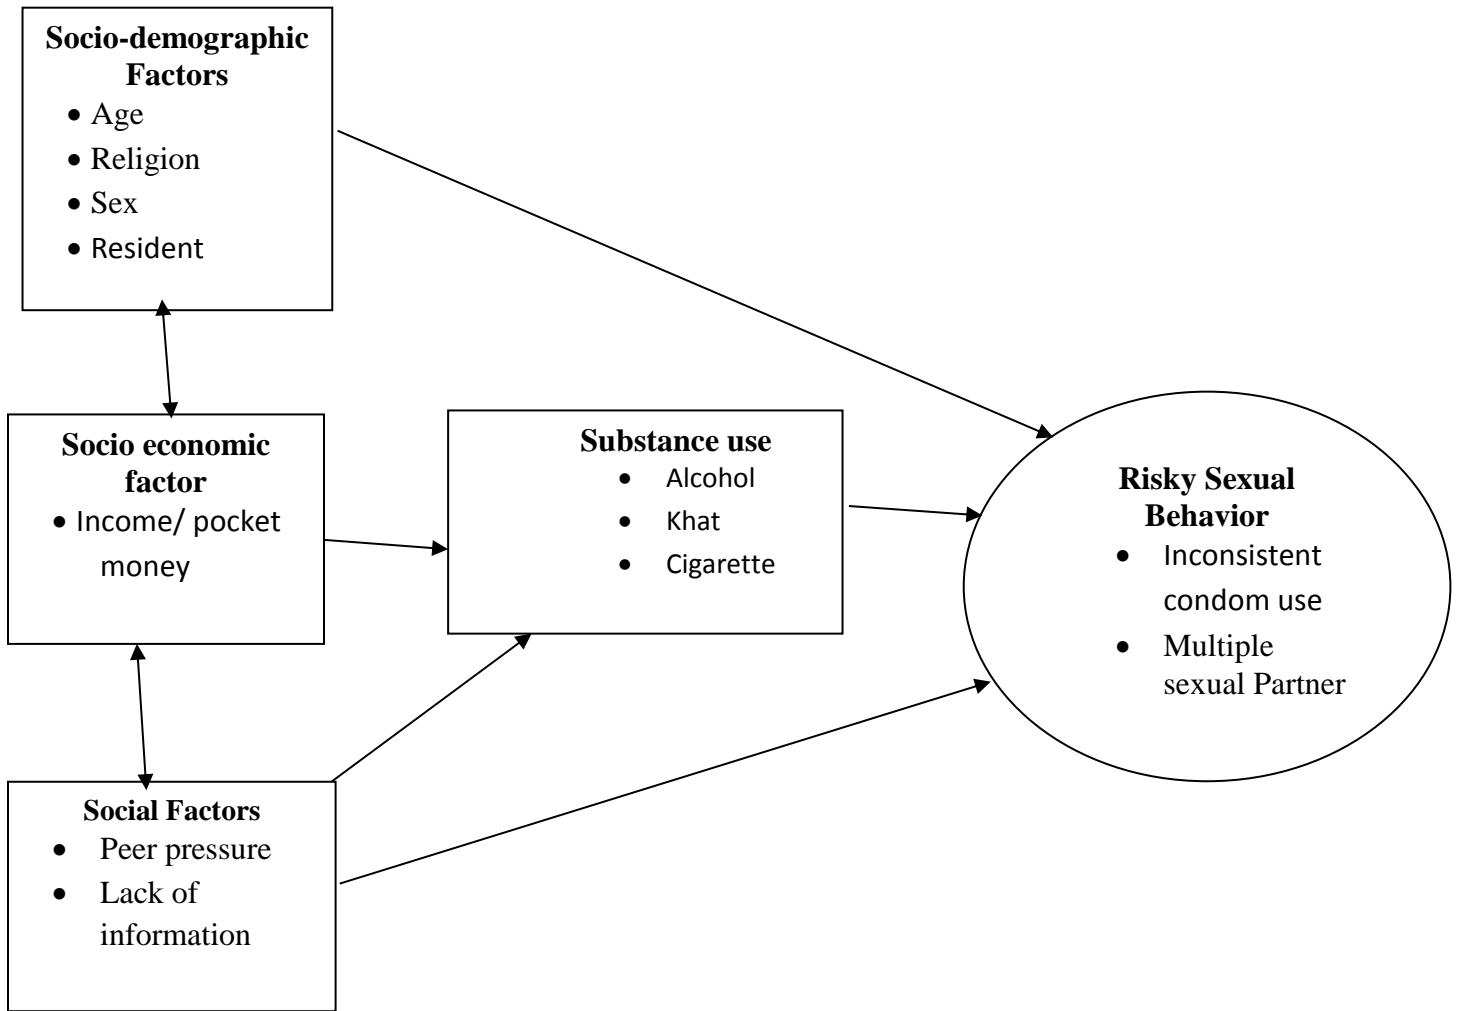 Socio-demographic
Factors
• Age
• Religion
• Sex
• Resident
Socio economic
factor
• Income/ pocket
money
Substance use
• Alcohol
• Khat
• Cigarette
Risky Sexual
Behavior
• Inconsistent
condom use
• Multiple
sexual Partner
Social Factors
• Peer pressure
• Lack of
information